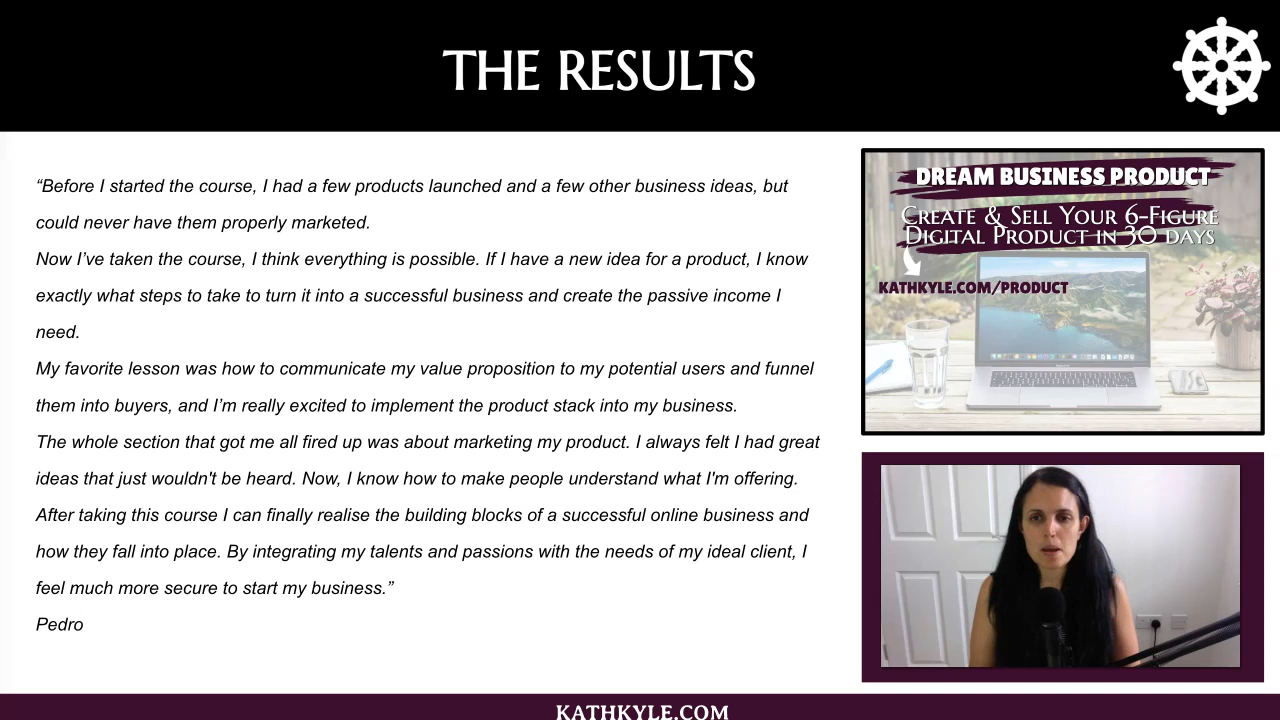 THE RESULTS
“Before I started the course, I had a few products launched and a few other business ideas, but
could never have them properly marketed.
Now I’ve taken the course, I think everything is possible. If I have a new idea for a product, I know
exactly what steps to take to turn it into a successful business and create the passive income I
need.
My favorite lesson was how to communicate my value proposition to my potential users and funnel
them into buyers, and I’m really excited to implement the product stack into my business.
The whole section that got me all fired up was about marketing my product. I always felt I had great
ideas that just wouldn't be heard. Now, I know how to make people understand what I'm offering.
After taking this course I can finally realise the building blocks of a successful online business and
how they fall into place. By integrating my talents and passions with the needs of my ideal client, I
feel much more secure to start my business.”
Pedro
DREAM BUSINESS PRODUCT
CREATE & SELL YOUR 6-FIGURE
DIGITAL PRODUCT IN 30 DAYS
KATHKYLE.COM/PRODUCT
KATHKYLE.COM